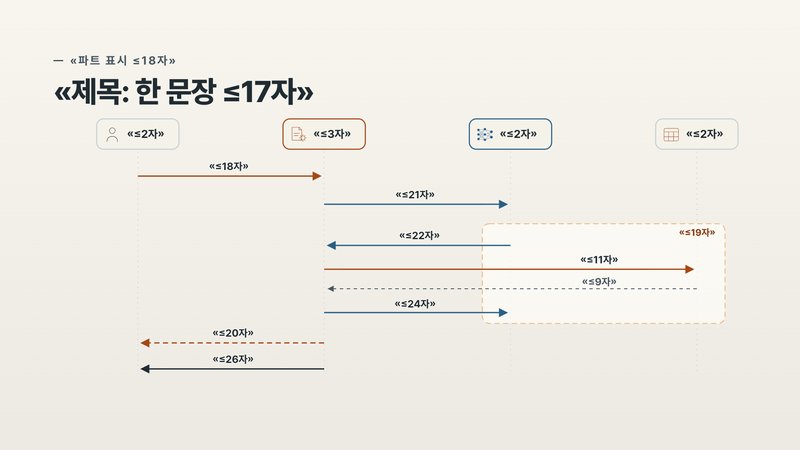 — «파트 표시 ≤18자»
«제목: 한 문장 ≤17자»
«≤2자»
«≤3자»
«≤2자»
«≤2자»
«≤18자»
«≤21자»
«≤22자»
«≤19자»
«≤11자»
«≤9자»
«≤24자»
«≤20자»
«≤26자»